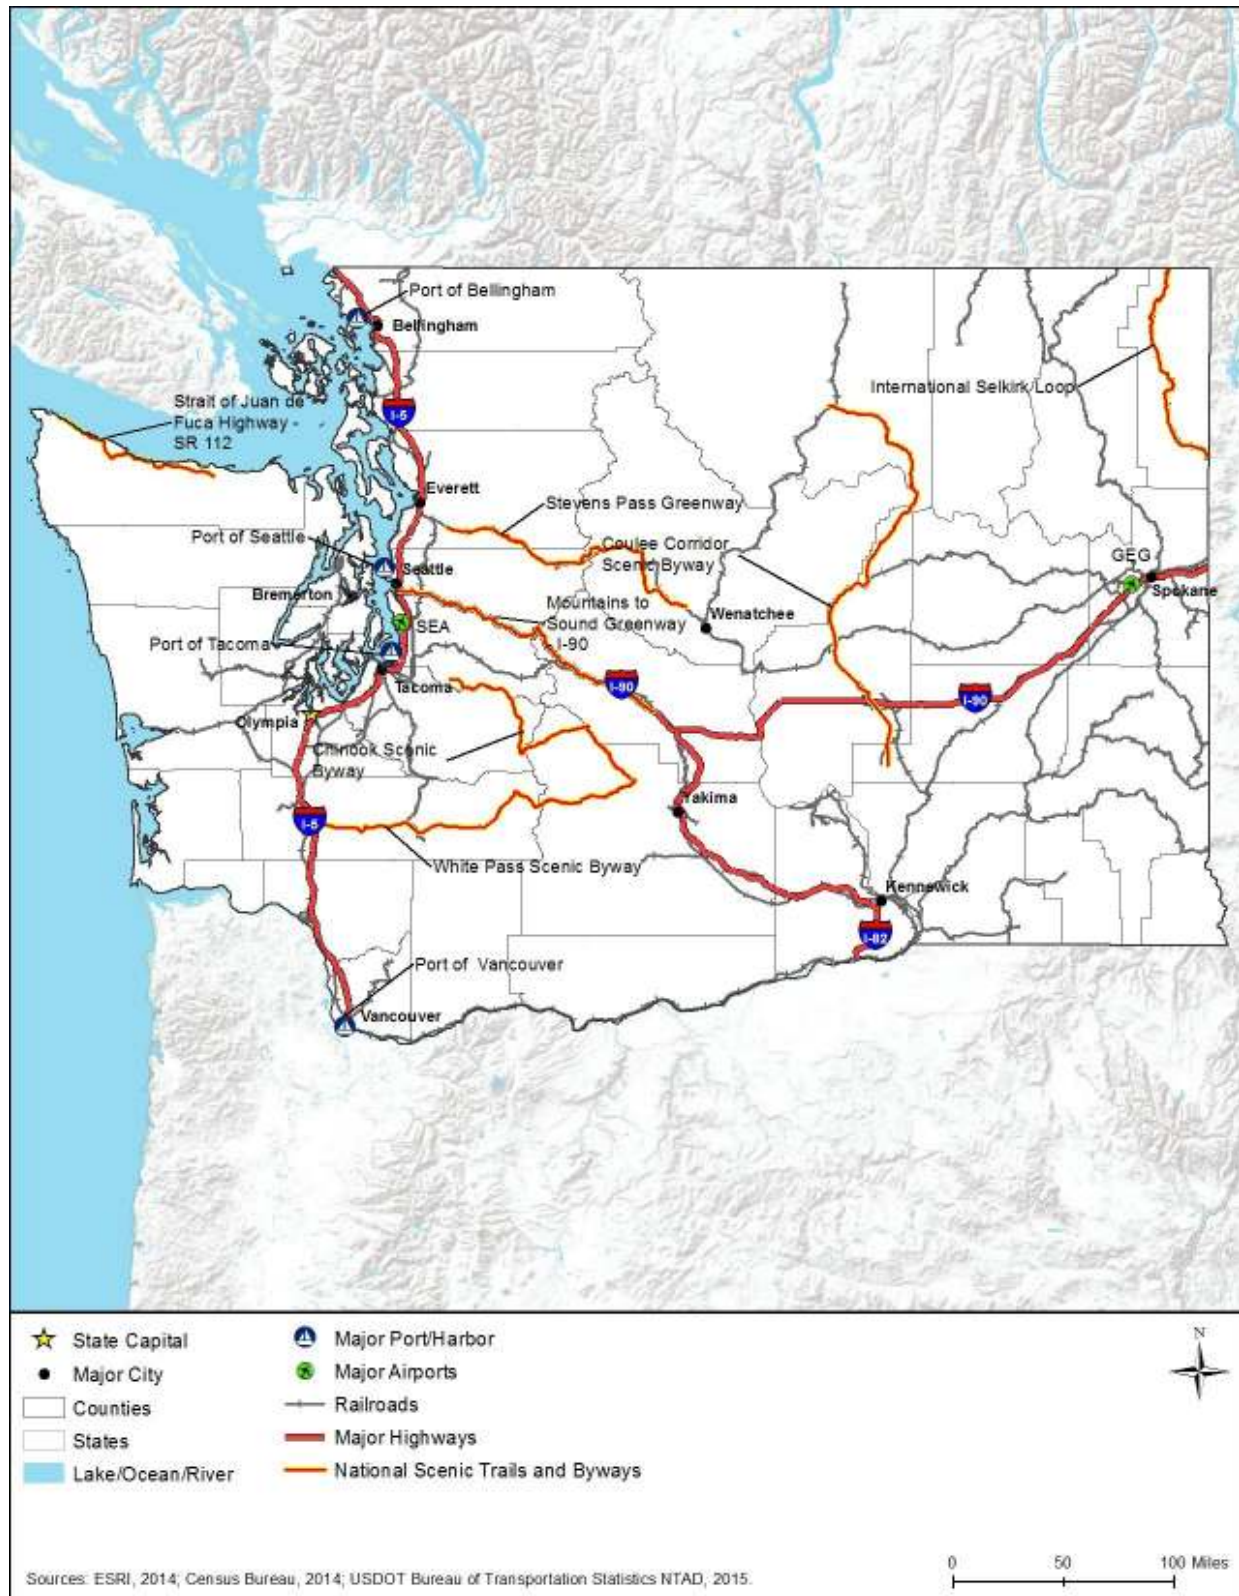 Port of Bellingham
Bellingham
International Selkirk Loop
Strait of Juan de
Fuca Highway -
SR 112
I-5
Everett
Stevens Pass Greenway
Port of Seattle
Coulee Corridor
Scenic Byway
GEG
Seattle
Spokane
Bremerton
Mountains to
Sound Greenway
- I-90
Wenatchee
SEA
Port of Tacoma
Tacoma
I-90
I-90
Olympia
Chinook Scenic
Byway
Yakima
I-5
White Pass Scenic Byway
Kennewick
I-82
Port of Vancouver
Vancouver
State Capital
Major City
Counties
States
Lake/Ocean/River
Major Port/Harbor
Major Airports
Railroads
Major Highways
National Scenic Trails and Byways
N
0 50 100 Miles
Sources: ESRI, 2014; Census Bureau, 2014; USDOT Bureau of Transportation Statistics NTAD, 2015.